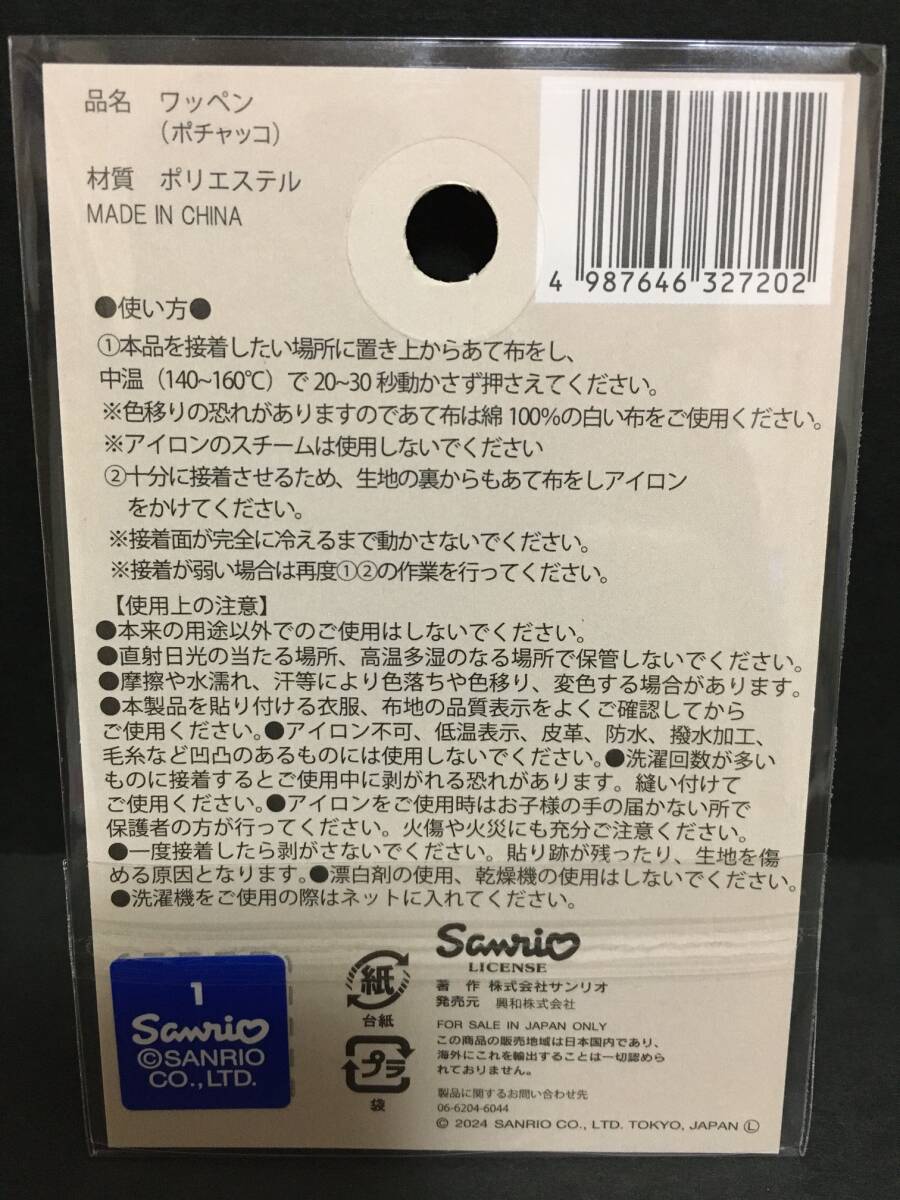 品名 ワッペン
(ポチャッコ)
材質 ポリエステル
MADE IN CHINA
4 987646 327202
●使い方●
①本品を接着したい場所に置き上からあて布をし、
中温(140~160℃)で20~30秒動かさず押さえてください。
※色移りの恐れがありますのであて布は綿100%の白い布をご使用ください。
※アイロンのスチームは使用しないでください
②十分に接着させるため、生地の裏からもあて布をしアイロン
をかけてください。
※接着面が完全に冷えるまで動かさないでください。
※接着が弱い場合は再度①②の作業を行ってください。
【使用上の注意】
●本来の用途以外でのご使用はしないでください。
●直射日光の当たる場所、高温多湿のなる場所で保管しないでください。
●摩擦や水濡れ、汗等により色落ちや色移り、変色する場合があります。
●本製品を貼り付ける衣服、布地の品質表示をよくご確認してから
ご使用ください。●アイロン不可、低温表示、皮革、防水、撥水加工、
毛糸など凹凸のあるものには使用しないでください。●洗濯回数が多い
ものに接着するとご使用中に剥がれる恐れがあります。縫い付けて
ご使用ください。●アイロンをご使用時はお子様の手の届かない所で
保護者の方が行ってください。火傷や火災にも充分ご注意ください。
●一度接着したら剥がさないでください。貼り跡が残ったり、生地を傷
める原因となります。●漂白剤の使用、乾燥機の使用はしないでください。
●洗濯機をご使用の際はネットに入れてください。
1
Sanrio
©SANRIO
CO.,LTD.
紙
台紙
プラ
袋
Sanrio
LICENSE
著 作 株式会社サンリオ
発売元 興和株式会社
FOR SALE IN JAPAN ONLY
この商品の販売地域は日本国内であり、
海外にこれを輸出することは一切認めら
れておりません。
製品に関するお問い合わせ先
06-6204-6044
© 2024 SANRIO CO., LTD. TOKYO, JAPAN Ⓛ